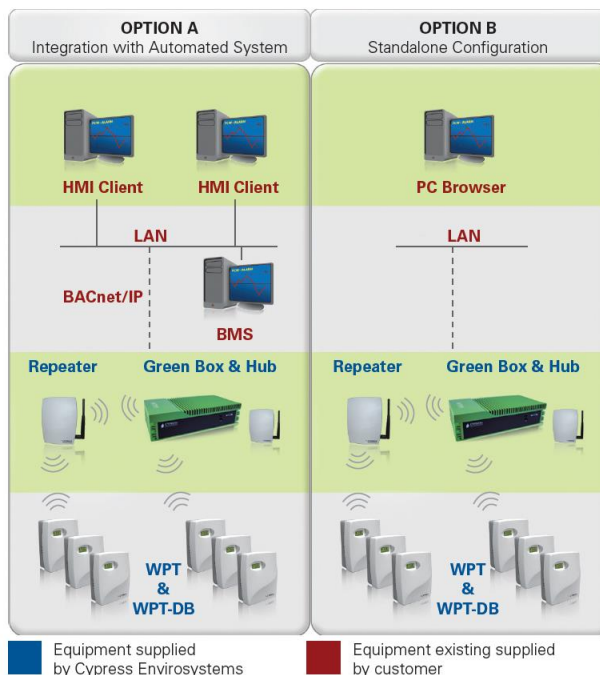 OPTION A
Integration with Automated System
OPTION B
Standalone Configuration
HMI Client
HMI Client
LAN
BACnet/IP
BMS
Repeater
Green Box & Hub
WPT
&
WPT-DB
PC Browser
LAN
Repeater
Green Box & Hub
WPT
&
WPT-DB
Equipment supplied
by Cypress Envirosystems
Equipment existing supplied
by customer